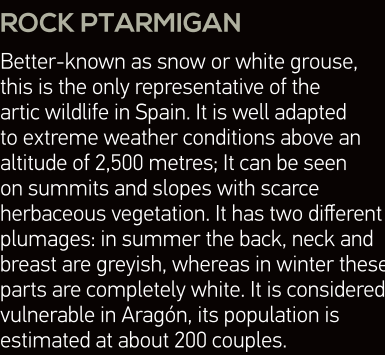 ROCK PTARMIGAN
Better-known as snow or white grouse,
this is the only representative of the
artic wildlife in Spain. It is well adapted
to extreme weather conditions above an
altitude of 2,500 metres; It can be seen
on summits and slopes with scarce
herbaceous vegetation. It has two different
plumages: in summer the back, neck and
breast are greyish, whereas in winter these
parts are completely white. It is considered
vulnerable in Aragón, its population is
estimated at about 200 couples.